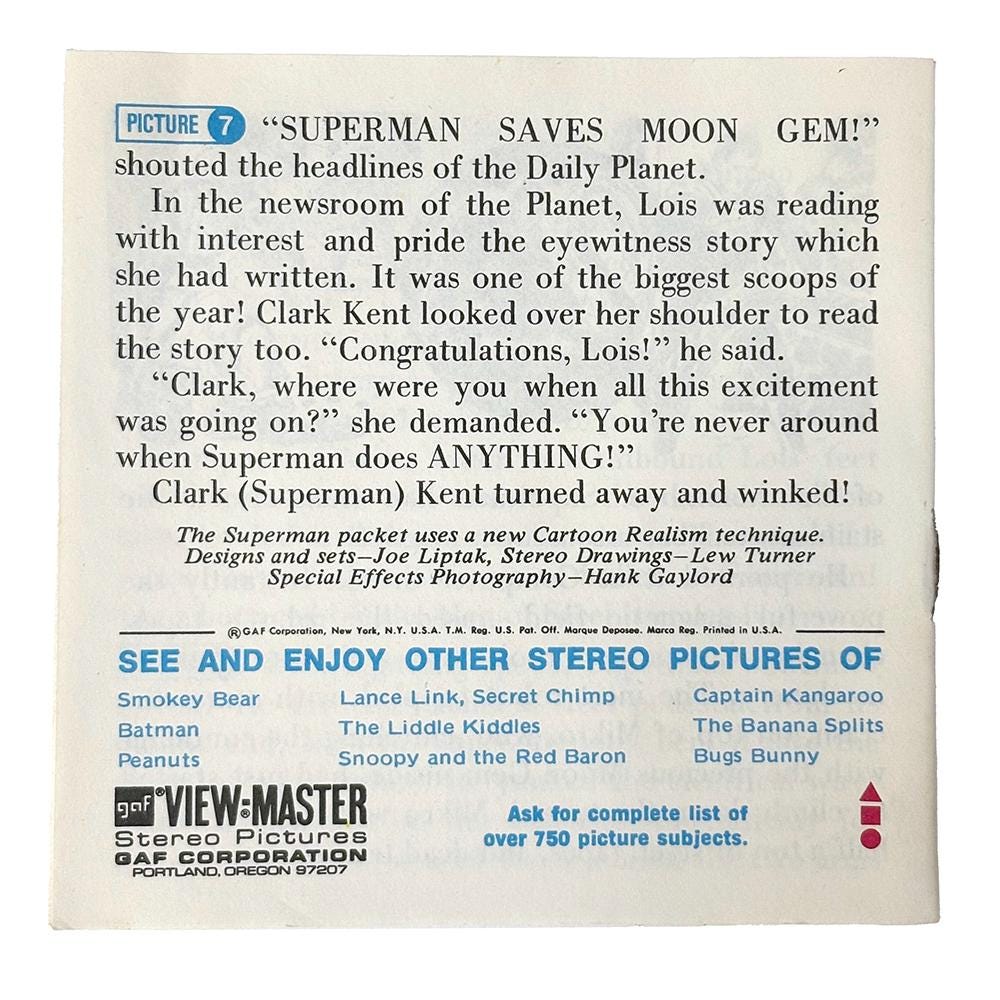 PICTURE 7 “SUPERMAN SAVES MOON GEM!”
shouted the headlines of the Daily Planet.
In the newsroom of the Planet, Lois was reading
with interest and pride the eyewitness story which
she had written. It was one of the biggest scoops of
the year! Clark Kent looked over her shoulder to read
the story too. “Congratulations, Lois!” he said.
“Clark, where were you when all this excitement
was going on?” she demanded. “You're never around
when Superman does ANYTHING!”
Clark (Superman) Kent turned away and winked!
The Superman packet uses a new Cartoon Realism technique.
Designs and sets—Joe Liptak, Stereo Drawings—Lew Turner
Special Effects Photography—Hank Gaylord
®GAF Corporation, New York, N.Y. U.S.A. T.M. Reg. U.S. Pat. Off. Marque Deposee. Marca Reg. Printed in U.S.A.
SEE AND ENJOY OTHER STEREO PICTURES OF
Smokey Bear Lance Link, Secret Chimp Captain Kangaroo
Batman The Liddle Kiddles The Banana Splits
Peanuts Snoopy and the Red Baron Bugs Bunny
gaf ®VIEW-MASTER
Stereo Pictures
GAF CORPORATION
PORTLAND, OREGON 97207
Ask for complete list of
over 750 picture subjects.